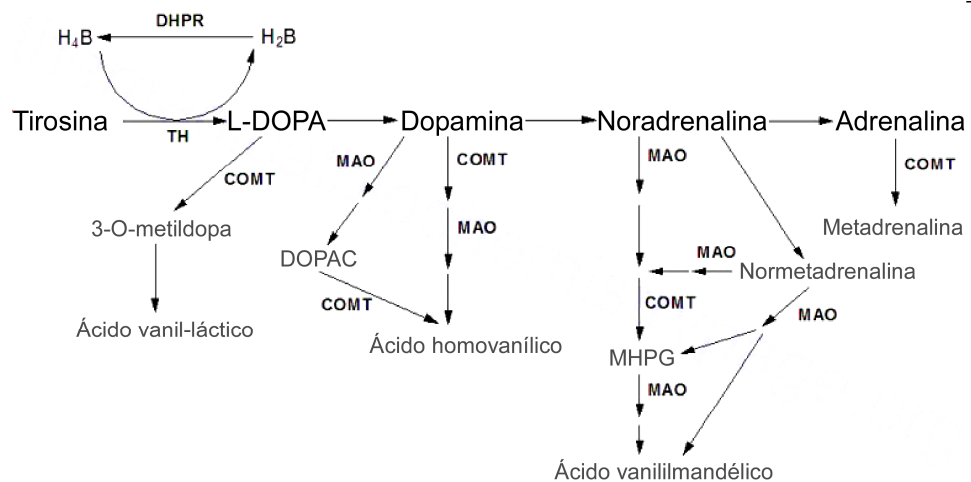 DHPR
H4B
H2B
Tirosina
TH
L-DOPA
Dopamina
Noradrenalina
Adrenalina
COMT
MAO
COMT
MAO
COMT
3-O-metildopa
MAO
Metadrenalina
DOPAC
MAO
Normetadrenalina
COMT
COMT
MAO
Ácido vanil-láctico
Ácido homovanílico
MHPG
MAO
Ácido vanililmandélico